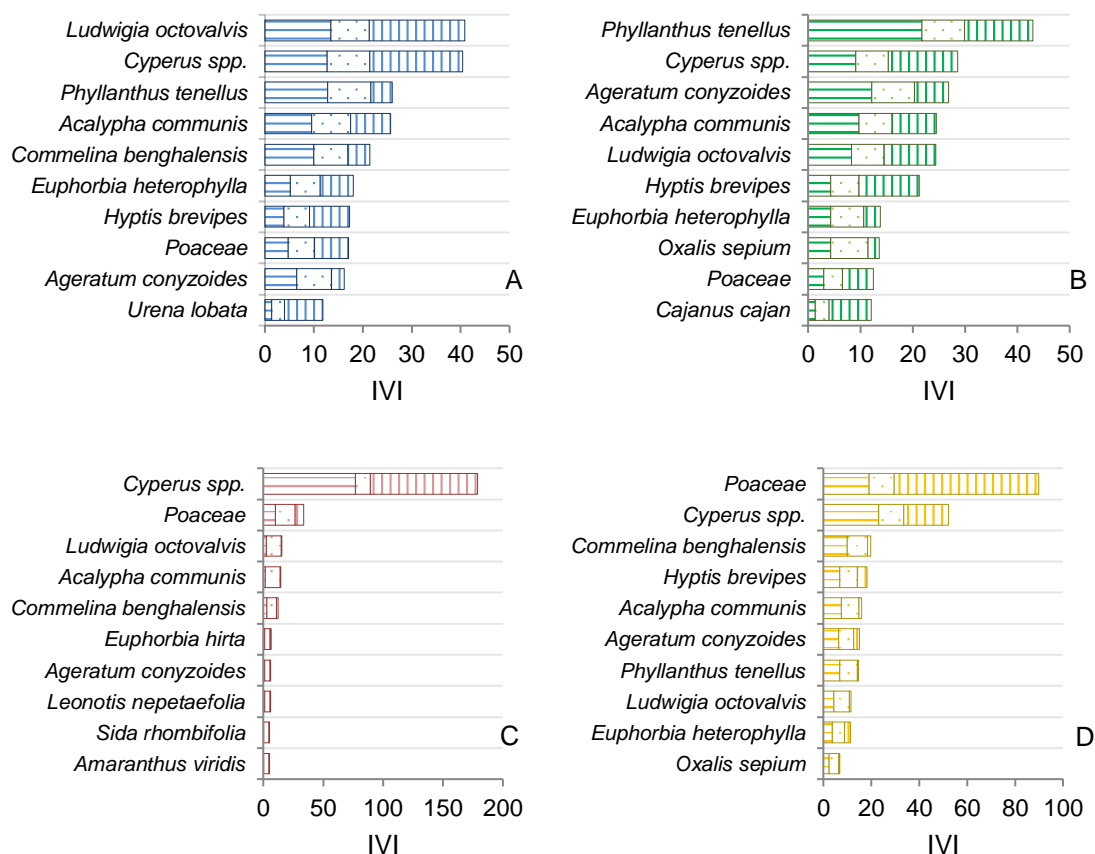 Ludwigia octovalvis
Cyperus spp.
Phyllanthus tenellus
Acalypha communis
Commelina benghalensis
Euphorbia heterophylla
Hyptis brevipes
Poaceae
Ageratum conyzoides
Urena lobata
A
0 10 20 30 40 50
IVI
Phyllanthus tenellus
Cyperus spp.
Ageratum conyzoides
Acalypha communis
Ludwigia octovalvis
Hyptis brevipes
Euphorbia heterophylla
Oxalis sepium
Poaceae
Cajanus cajan
B
0 10 20 30 40 50
IVI
Cyperus spp.
Poaceae
Ludwigia octovalvis
Acalypha communis
Commelina benghalensis
Euphorbia hirta
Ageratum conyzoides
Leonotis nepetaefolia
Sida rhombifolia
Amaranthus viridis
C
0 50 100 150 200
IVI
Poaceae
Cyperus spp.
Commelina benghalensis
Hyptis brevipes
Acalypha communis
Ageratum conyzoides
Phyllanthus tenellus
Ludwigia octovalvis
Euphorbia heterophylla
Oxalis sepium
D
0 20 40 60 80 100
IVI